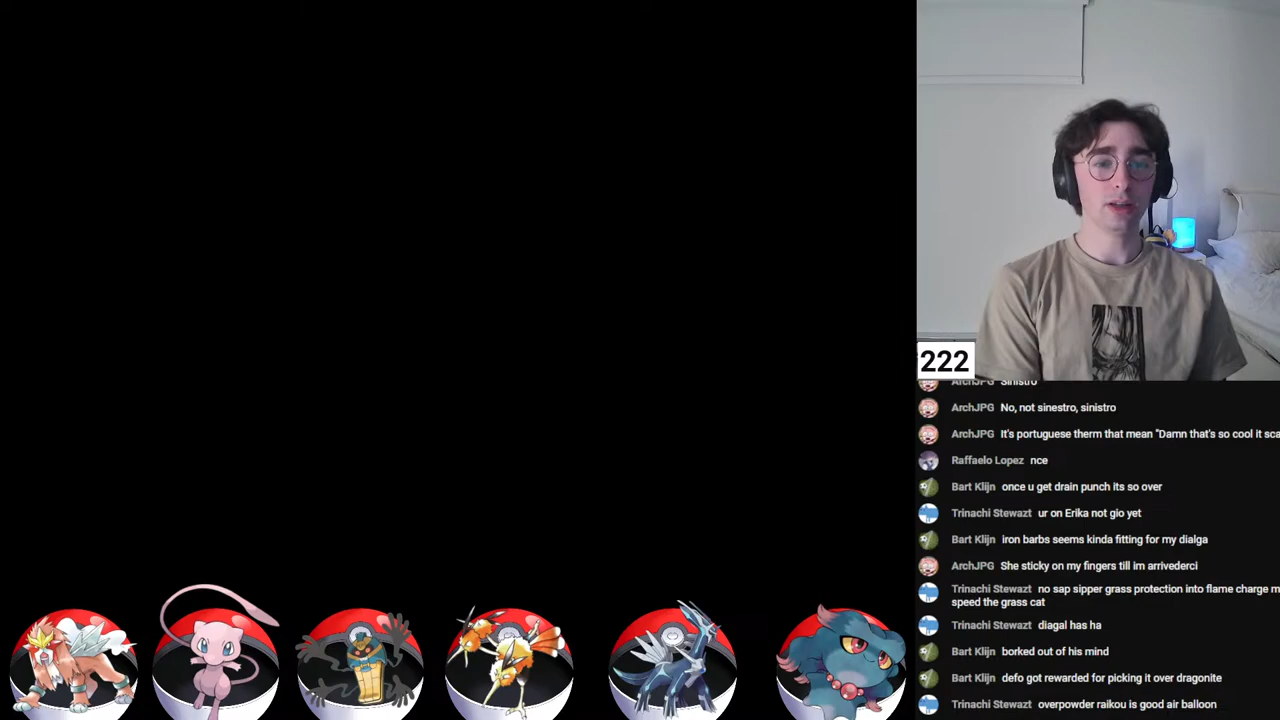 222
ArchJPG Sinistro
ArchJPG No, not sinestro, sinistro
ArchJPG It's portuguese therm that mean "Damn that's so cool it sca
Raffaelo Lopez nce
Bart Klijn once u get drain punch its so over
Trinachi Stewazt ur on Erika not gio yet
Bart Klijn iron barbs seems kinda fitting for my dialga
ArchJPG She sticky on my fingers till im arrivederci
Trinachi Stewazt no sap sipper grass protection into flame charge m
speed the grass cat
Trinachi Stewazt diagal has ha
Bart Klijn borked out of his mind
Bart Klijn defo got rewarded for picking it over dragonite
Trinachi Stewazt overpowder raikou is good air balloon